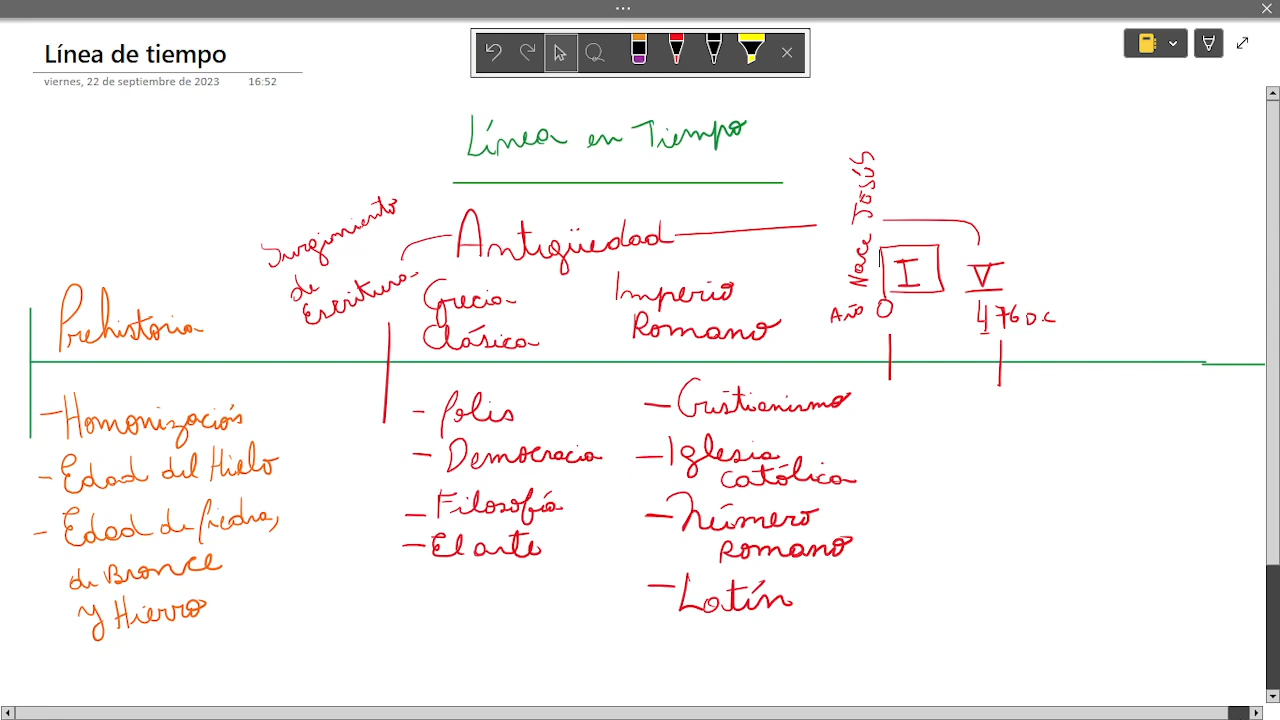 Línea de tiempo
viernes, 22 de septiembre de 2023 16:52
Línea en Tiempo
Surgimiento
de
Escritura
Antigüedad
Nace Jesús
I
V
Año 0
476 D.C
Prehistoria
Grecia
Clásica
Imperio
Romano
- Homonización
- Edad del Hielo
- Edad de Piedra,
de Bronce
y Hierro
- Polis
- Democracia
- Filosofía
- El arte
- Cristianismo
- Iglesia
católica
- Número
romano
- Latín